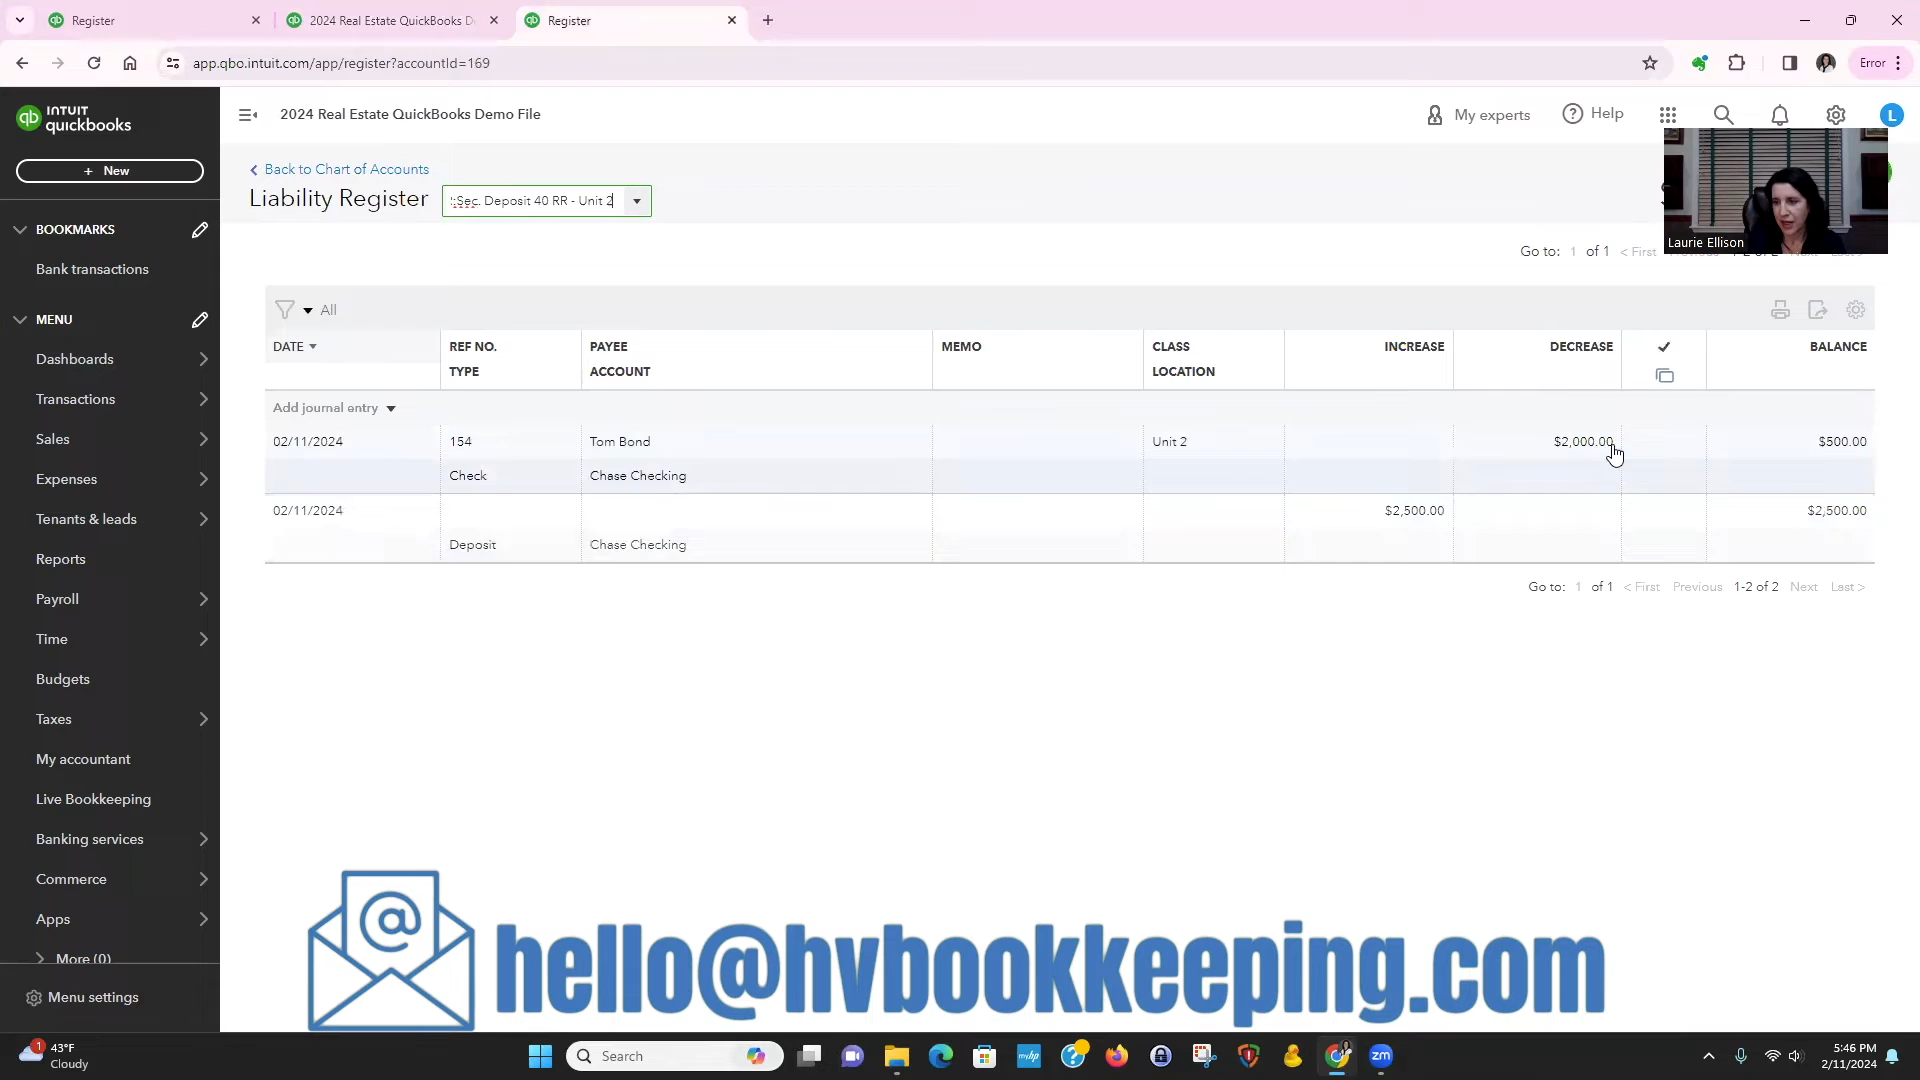 Register
2024 Real Estate QuickBooks D
Register
app.qbo.intuit.com/app/register?accountId=169
Error
INTUIT
quickbooks
2024 Real Estate QuickBooks Demo File
My experts
Help
L
+ New
Back to Chart of Accounts
Liability Register
:Sec. Deposit 40 RR - Unit 2
Laurie Ellison
Go to: 1 of 1 < First
BOOKMARKS
Bank transactions
MENU
Dashboards
Transactions
Sales
Expenses
Tenants & leads
Reports
Payroll
Time
Budgets
Taxes
My accountant
Live Bookkeeping
Banking services
Commerce
Apps
More (0)
Menu settings
All
DATE REF NO. PAYEE MEMO CLASS INCREASE DECREASE ✓ BALANCE
TYPE ACCOUNT LOCATION
Add journal entry
02/11/2024 154 Tom Bond Unit 2 $2,000.00 $500.00
Check Chase Checking
02/11/2024 $2,500.00 $2,500.00
Deposit Chase Checking
Go to: 1 of 1 < First Previous 1-2 of 2 Next Last >
@
hello@hvbookkeeping.com
1
43°F
Cloudy
Search
myhp
zm
5:46 PM
2/11/2024